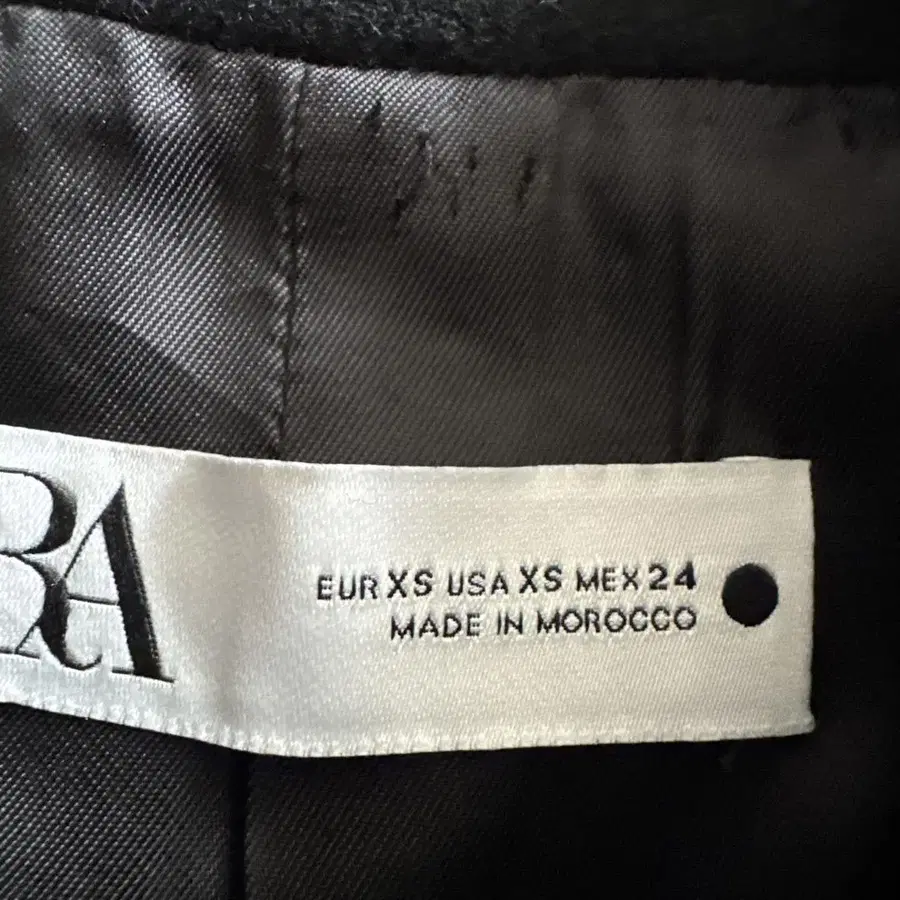 RA
EUR XS USA XS MEX 24
MADE IN MOROCCO